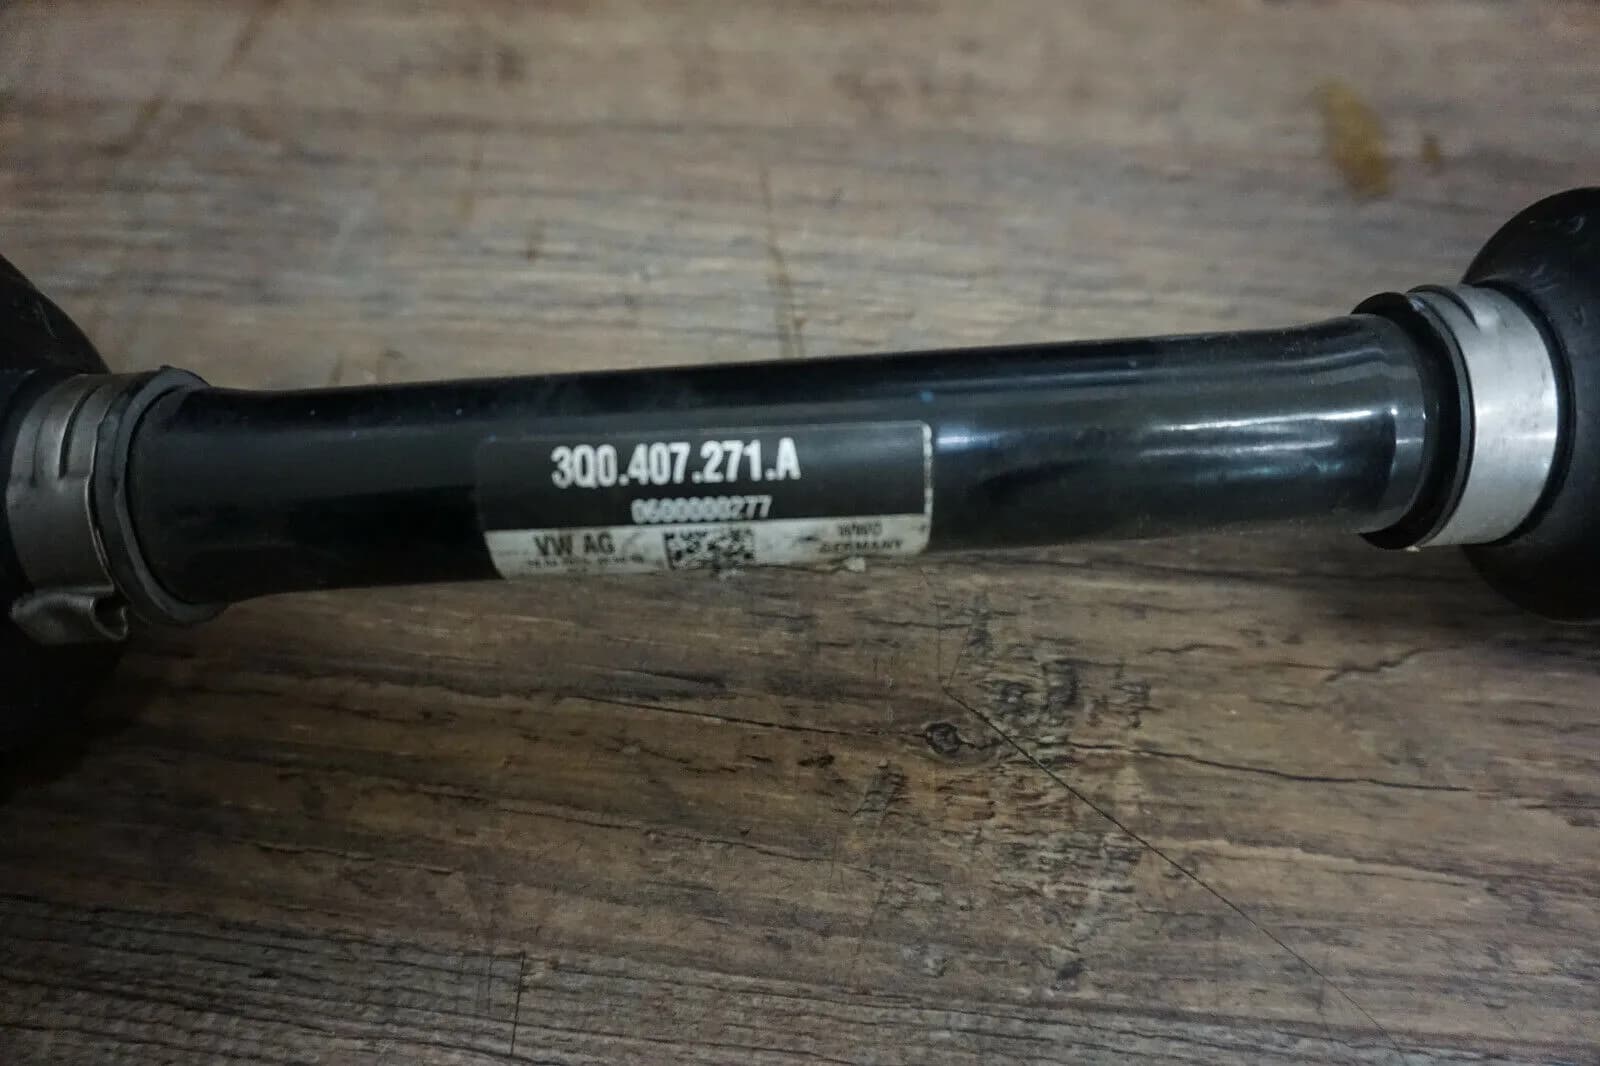 3Q0.407.271.A
0600000277
VW AG
GERMANY